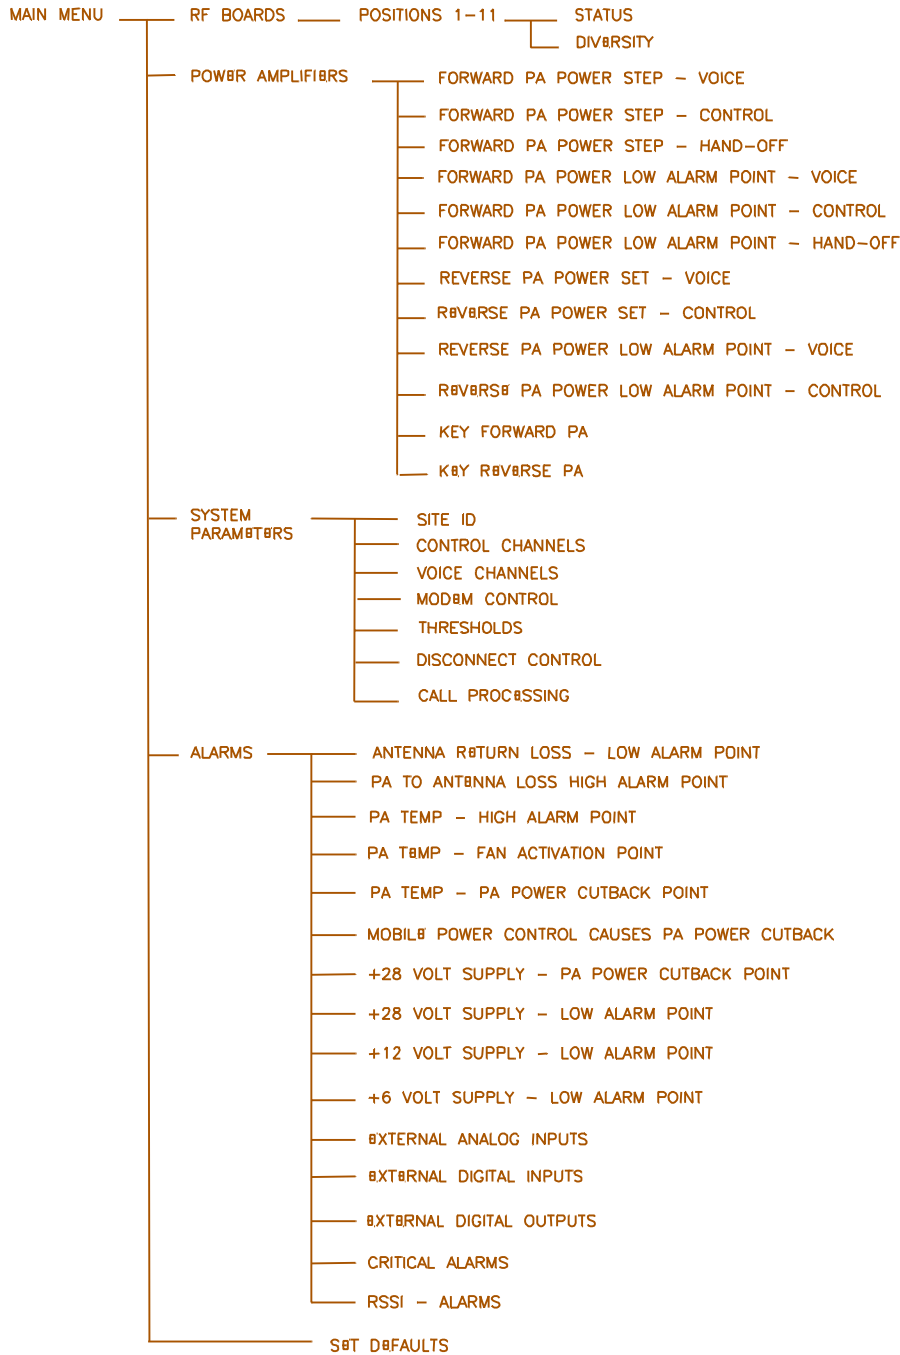 MAIN MENU RF BOARDS POSITIONS 1-11 STATUS
DIVERSITY
POWER AMPLIFIERS FORWARD PA POWER STEP - VOICE
FORWARD PA POWER STEP - CONTROL
FORWARD PA POWER STEP - HAND-OFF
FORWARD PA POWER LOW ALARM POINT - VOICE
FORWARD PA POWER LOW ALARM POINT - CONTROL
FORWARD PA POWER LOW ALARM POINT - HAND-OFF
REVERSE PA POWER SET - VOICE
REVERSE PA POWER SET - CONTROL
REVERSE PA POWER LOW ALARM POINT - VOICE
REVERSE PA POWER LOW ALARM POINT - CONTROL
KEY FORWARD PA
KEY REVERSE PA
SYSTEM
PARAMETERS
SITE ID
CONTROL CHANNELS
VOICE CHANNELS
MODEM CONTROL
THRESHOLDS
DISCONNECT CONTROL
CALL PROCESSING
ALARMS ANTENNA RETURN LOSS - LOW ALARM POINT
PA TO ANTENNA LOSS HIGH ALARM POINT
PA TEMP - HIGH ALARM POINT
PA TEMP - FAN ACTIVATION POINT
PA TEMP - PA POWER CUTBACK POINT
MOBILE POWER CONTROL CAUSES PA POWER CUTBACK
+28 VOLT SUPPLY - PA POWER CUTBACK POINT
+28 VOLT SUPPLY - LOW ALARM POINT
+12 VOLT SUPPLY - LOW ALARM POINT
+6 VOLT SUPPLY - LOW ALARM POINT
EXTERNAL ANALOG INPUTS
EXTERNAL DIGITAL INPUTS
EXTERNAL DIGITAL OUTPUTS
CRITICAL ALARMS
RSSI - ALARMS
SET DEFAULTS